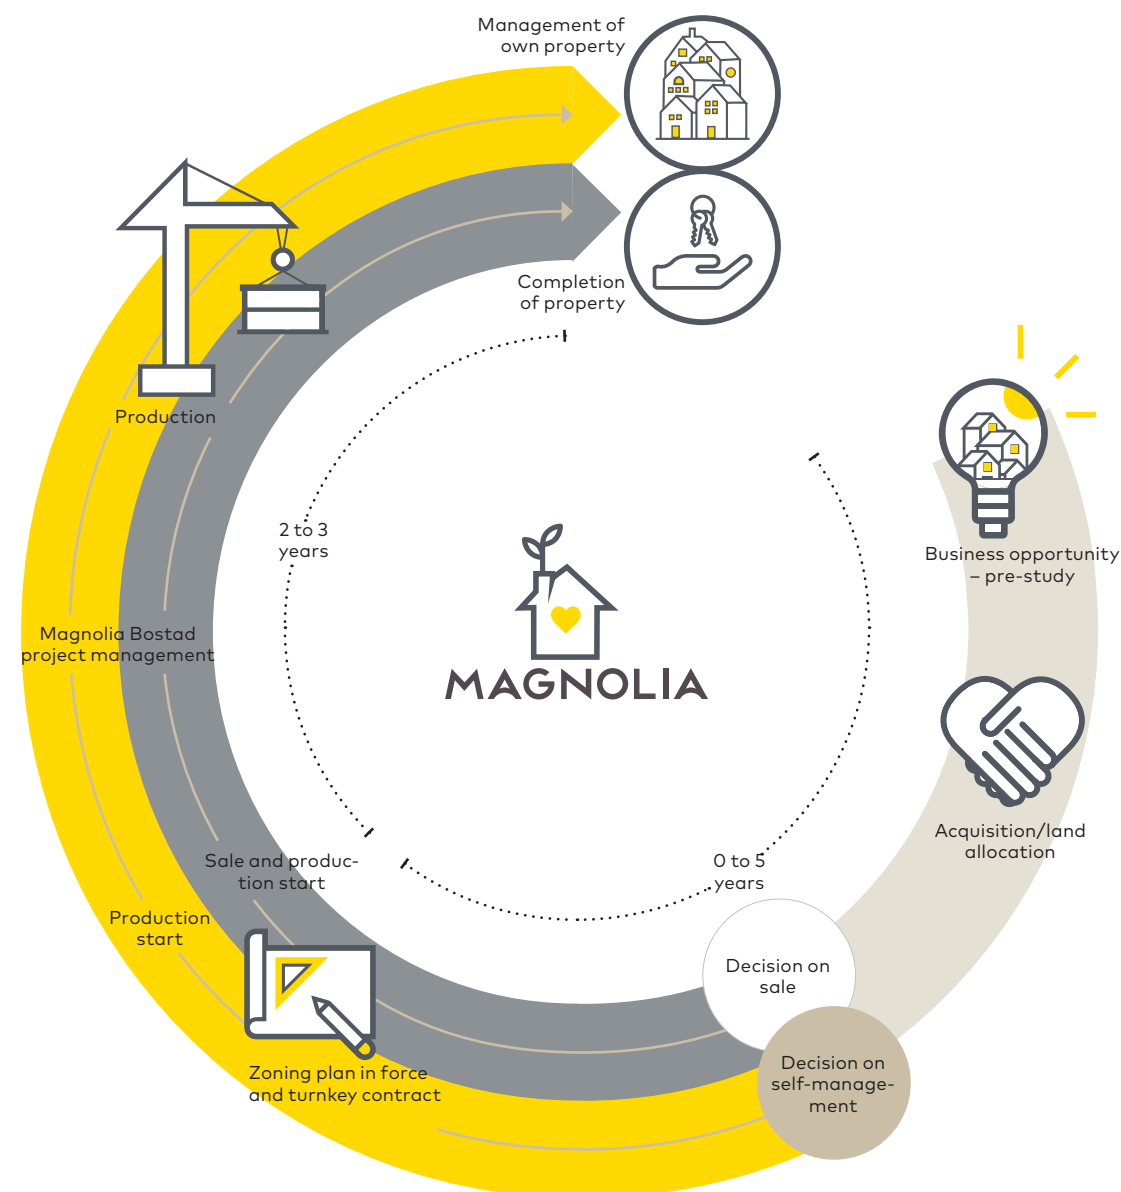 Management of
own property
Completion
of property
Production
2 to 3
years
Business opportunity
– pre-study
Magnolia Bostad
project management
MAGNOLIA
Acquisition/land
allocation
Sale and produc-
tion start
0 to 5
years
Production
start
Decision on
sale
Decision on
self-manage-
ment
Zoning plan in force
and turnkey contract